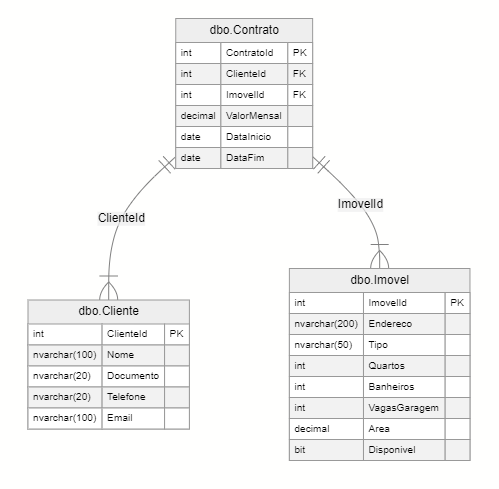 dbo.Contrato
int ContratoId PK
int ClienteId FK
int ImovelId FK
decimal ValorMensal
date DataInicio
date DataFim
ClienteId
ImovelId
dbo.Cliente
int ClienteId PK
nvarchar(100) Nome
nvarchar(20) Documento
nvarchar(20) Telefone
nvarchar(100) Email
dbo.Imovel
int ImovelId PK
nvarchar(200) Endereco
nvarchar(50) Tipo
int Quartos
int Banheiros
int VagasGaragem
decimal Area
bit Disponivel